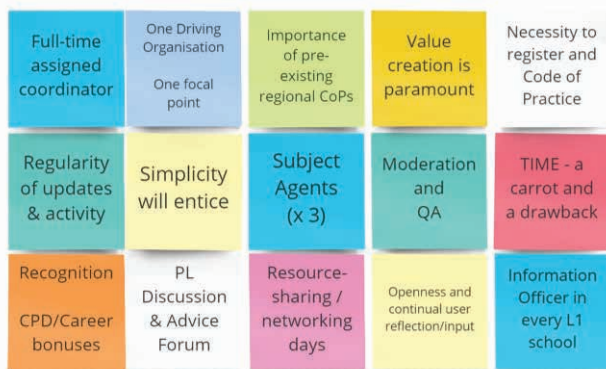 Full-time
assigned
coordinator
One Driving
Organisation
One focal
point
Importance
of pre-
existing
regional CoPs
Value
creation is
paramount
Necessity to
register and
Code of
Practice
Regularity
of updates
& activity
Simplicity
will entice
Subject
Agents
(x 3)
Moderation
and
QA
TIME - a
carrot and
a drawback
Recognition
CPD/Career
bonuses
PL
Discussion
& Advice
Forum
Resource-
sharing /
networking
days
Openness and
continual user
reflection/input
Information
Officer in
every L1
school